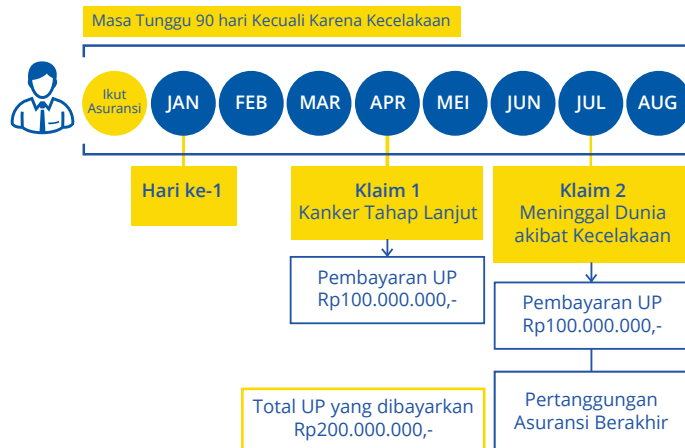 Masa Tunggu 90 hari Kecuali Karena Kecelakaan
Ikut
Asuransi
JAN
FEB
MAR
APR
MEI
JUN
JUL
AUG
Hari ke-1
Klaim 1
Kanker Tahap Lanjut
Klaim 2
Meninggal Dunia
akibat Kecelakaan
Pembayaran UP
Rp100.000.000,-
Pembayaran UP
Rp100.000.000,-
Total UP yang dibayarkan
Rp200.000.000,-
Pertanggungan
Asuransi Berakhir